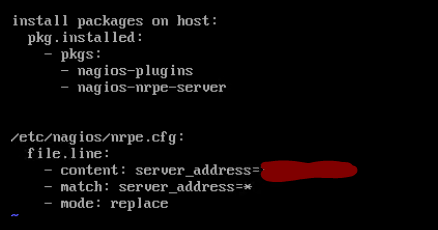 install packages on host:
  pkg.installed:
    - pkgs:
      - nagios-plugins
      - nagios-nrpe-server
/etc/nagios/nrpe.cfg:
  file.line:
    - content: server_address=
    - match: server_address=*
    - mode: replace
~